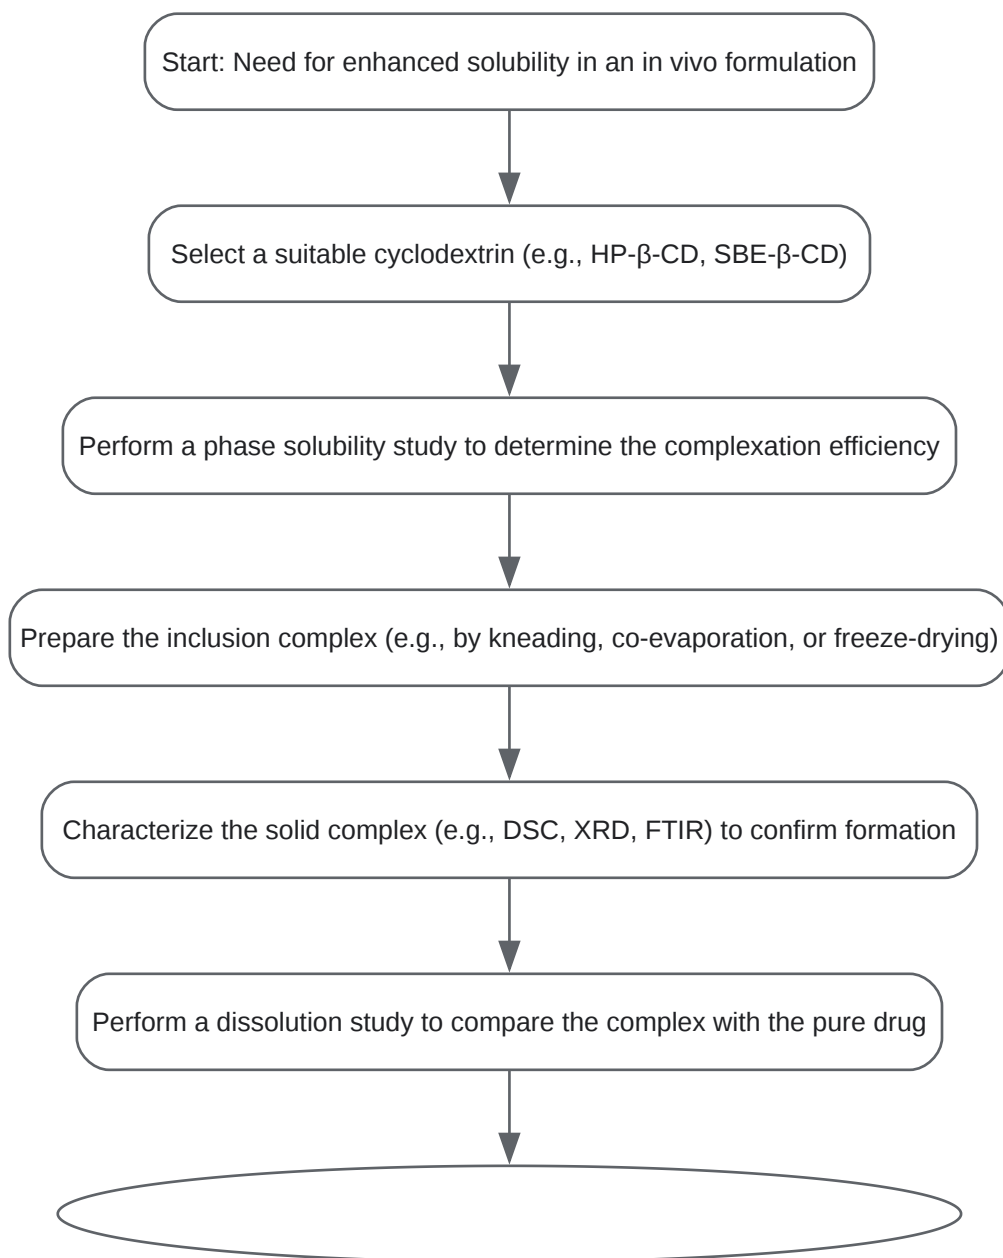 Start: Need for enhanced solubility in an in vivo formulation
Select a suitable cyclodextrin (e.g., HP-β-CD, SBE-β-CD)
Perform a phase solubility study to determine the complexation efficiency
Prepare the inclusion complex (e.g., by kneading, co-evaporation, or freeze-drying)
Characterize the solid complex (e.g., DSC, XRD, FTIR) to confirm formation
Perform a dissolution study to compare the complex with the pure drug